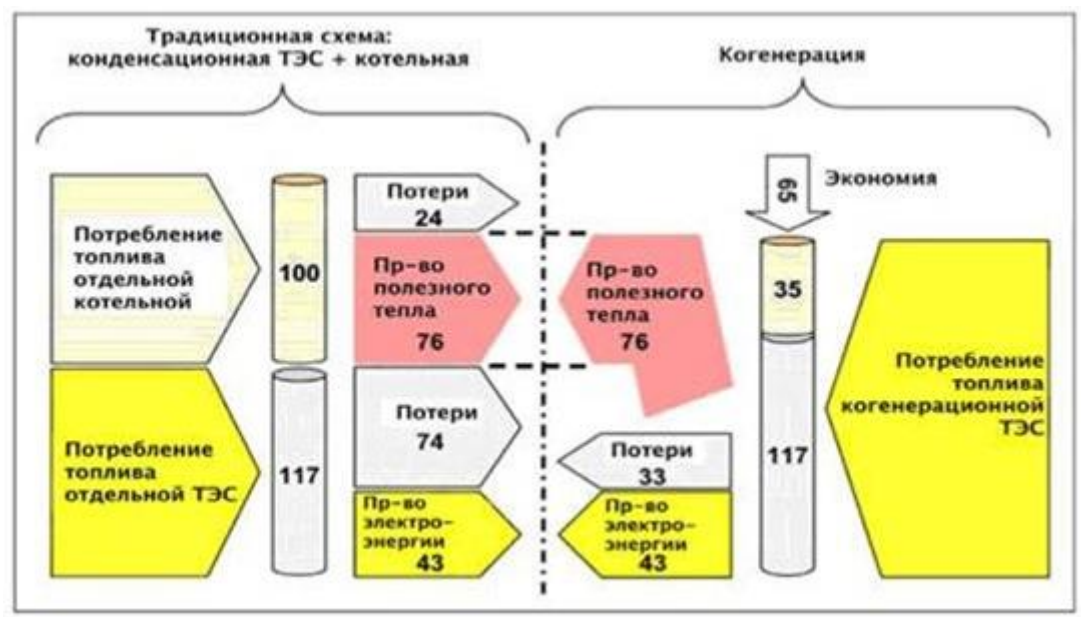 Традиционная схема:
конденсационная ТЭС + котельная
Потребление
топлива
отдельной
котельной
100
Потери
24
Пр-во
полезного
тепла
76
Потребление
топлива
отдельной ТЭС
117
Потери
74
Пр-во
электро-
энергии
43
Когенерация
65
Экономия
Пр-во
полезного
тепла
76
35
Потребление
топлива
когенерационной
ТЭС
Потери
33
117
Пр-во
электро-
энергии
43